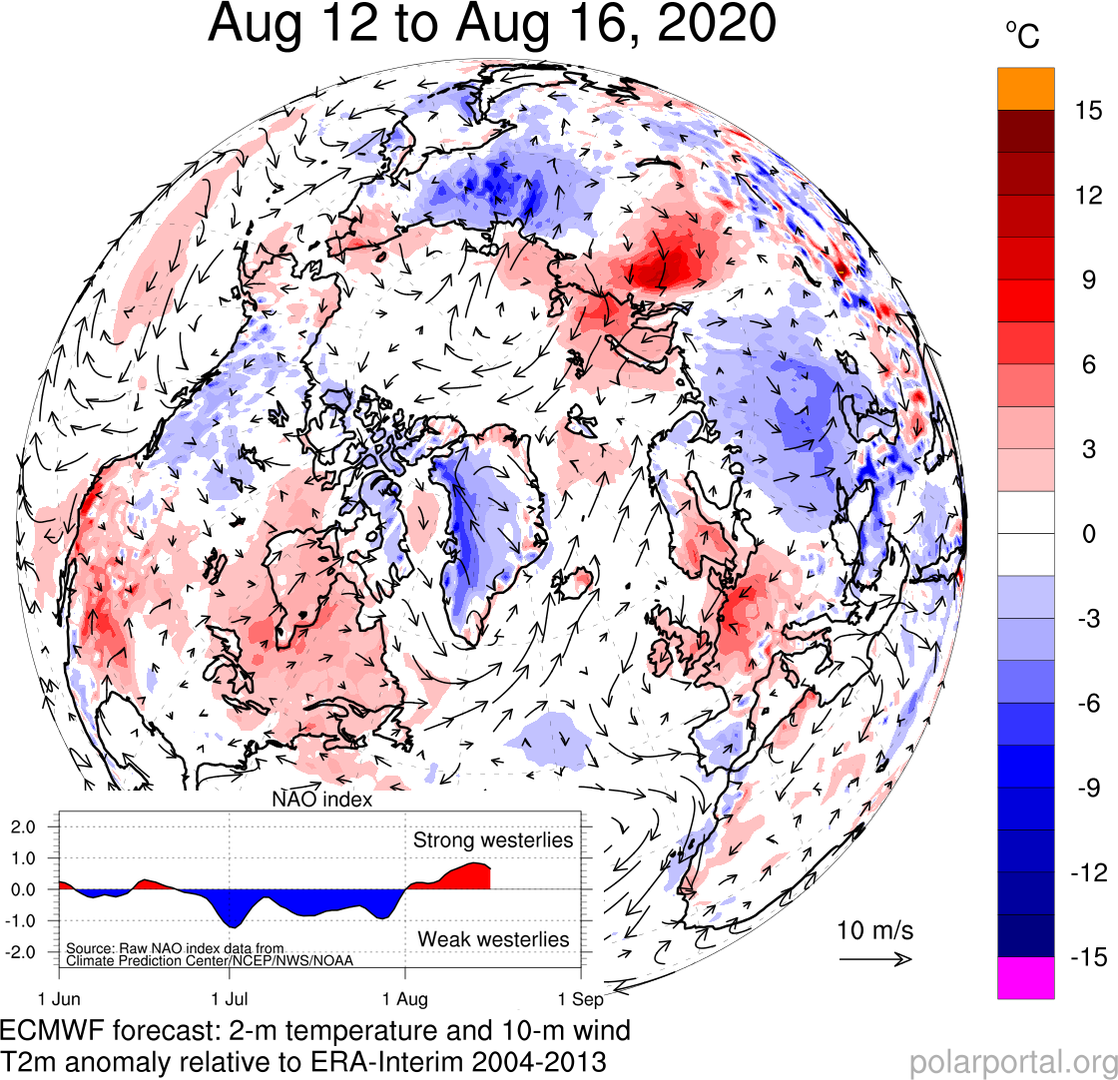 Aug 12 to Aug 16, 2020
oC
15
12
9
6
3
0
-3
-6
-9
-12
-15
10 m/s
NAO index
2.0
1.0
0.0
-1.0
-2.0
Strong westerlies
Weak westerlies
Source: Raw NAO index data from
Climate Prediction Center/NCEP/NWS/NOAA
1 Jun 1 Jul 1 Aug 1 Sep
ECMWF forecast: 2-m temperature and 10-m wind
T2m anomaly relative to ERA-Interim 2004-2013
polarportal.org